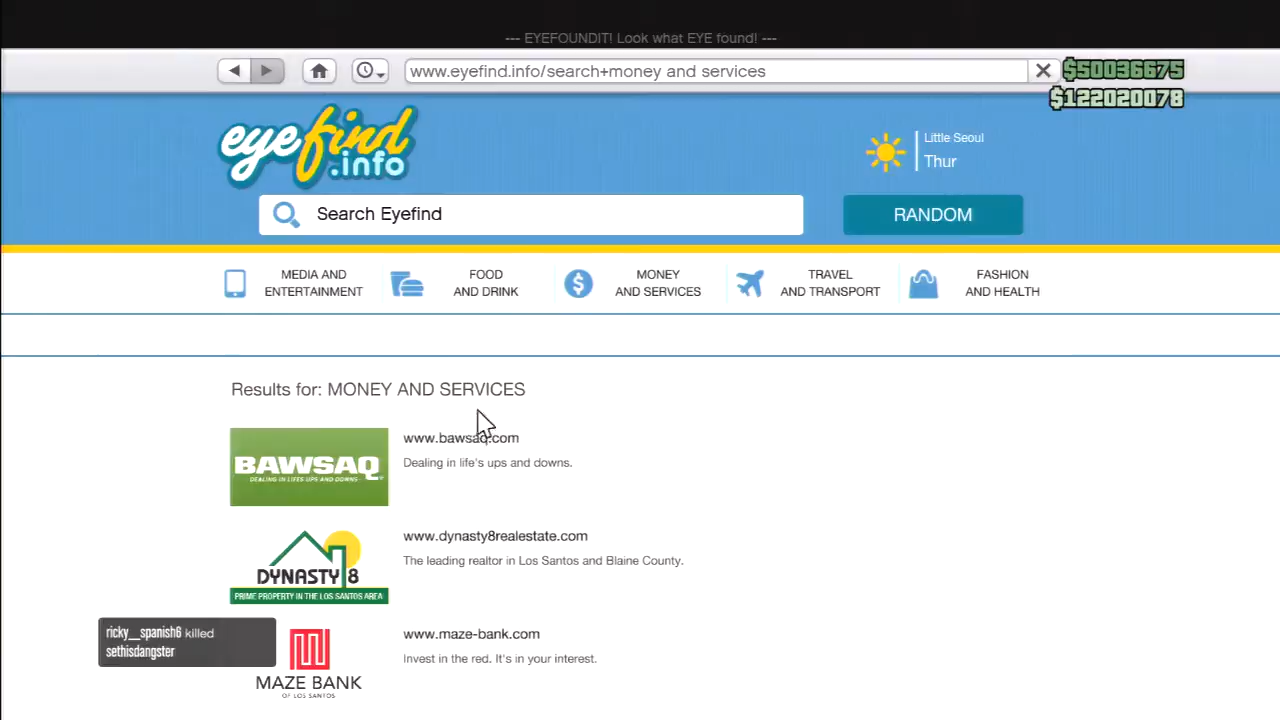 --- EYEFOUNDIT! Look what EYE found! ---
www.eyefind.info/search+money and services
$50036675
$122020078
eyefind.info
Little Seoul
Thur
Search Eyefind
RANDOM
MEDIA AND ENTERTAINMENT
FOOD AND DRINK
MONEY AND SERVICES
TRAVEL AND TRANSPORT
FASHION AND HEALTH
Results for: MONEY AND SERVICES
BAWSAQ
DEALING IN LIFES UPS AND DOWNS.
www.bawsaq.com
Dealing in life's ups and downs.
DYNASTY 8
PRIME PROPERTY IN THE LOS SANTOS AREA
www.dynasty8realestate.com
The leading realtor in Los Santos and Blaine County.
ricky__spanish6 killed
sethisdangster
MAZE BANK
OF LOS SANTOS
www.maze-bank.com
Invest in the red. It's in your interest.